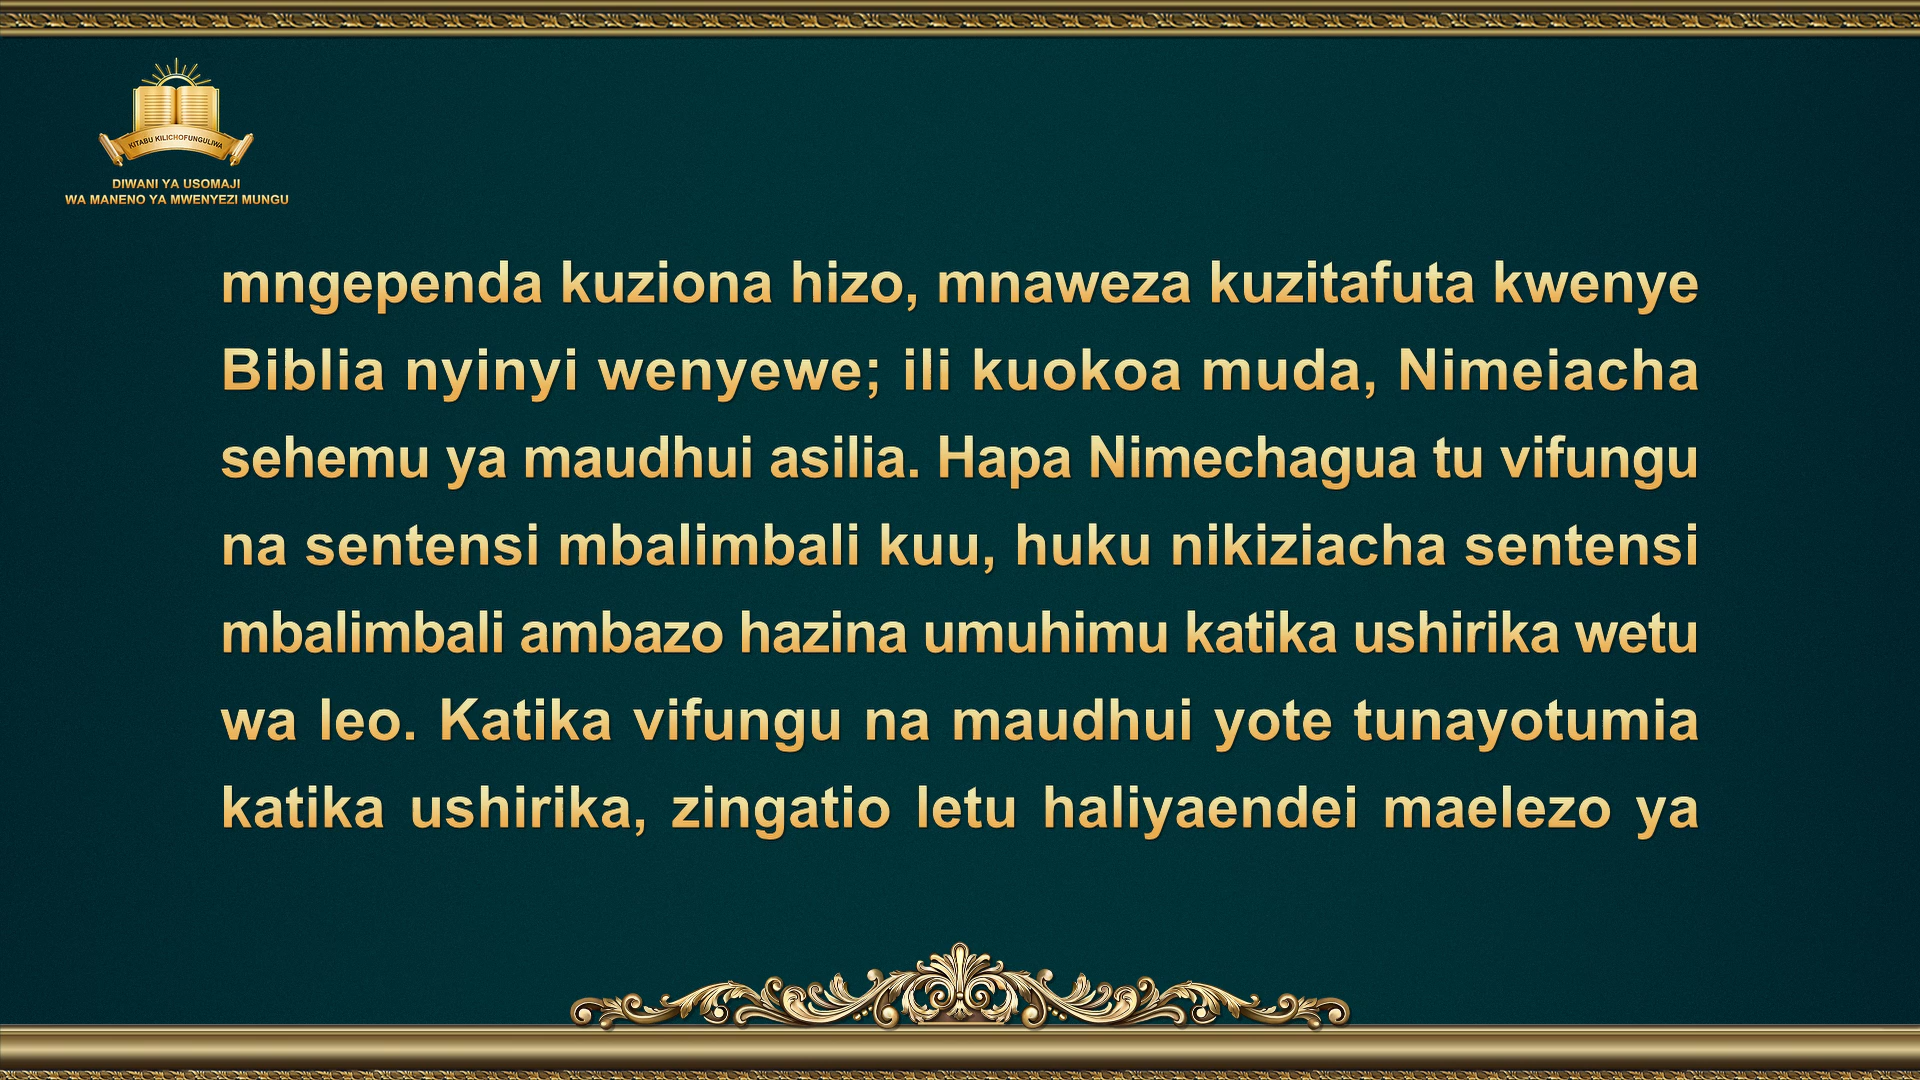 KITABU KILICHOFUNGULIWA
DIWANI YA USOMAJI
WA MANENO YA MWENYEZI MUNGU
mngependa kuziona hizo, mnaweza kuzitafuta kwenye
Biblia nyinyi wenyewe; ili kuokoa muda, Nimeiacha
sehemu ya maudhui asilia. Hapa Nimechagua tu vifungu
na sentensi mbalimbali kuu, huku nikiziacha sentensi
mbalimbali ambazo hazina umuhimu katika ushirika wetu
wa leo. Katika vifungu na maudhui yote tunayotumia
katika ushirika, zingatio letu haliyaendei maelezo ya